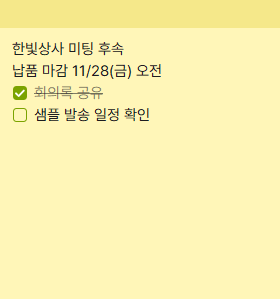 한빛상사 미팅 후속
납품 마감 11/28(금) 오전
회의록 공유
샘플 발송 일정 확인